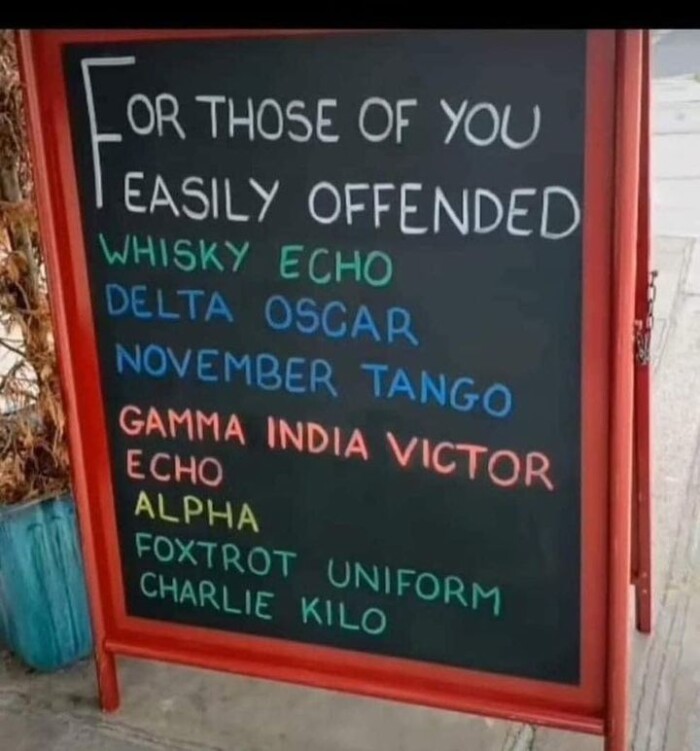 FOR THOSE OF YOU
EASILY OFFENDED
WHISKY ECHO
DELTA OSCAR
NOVEMBER TANGO
GAMMA INDIA VICTOR
ECHO
ALPHA
FOXTROT UNIFORM
CHARLIE KILO